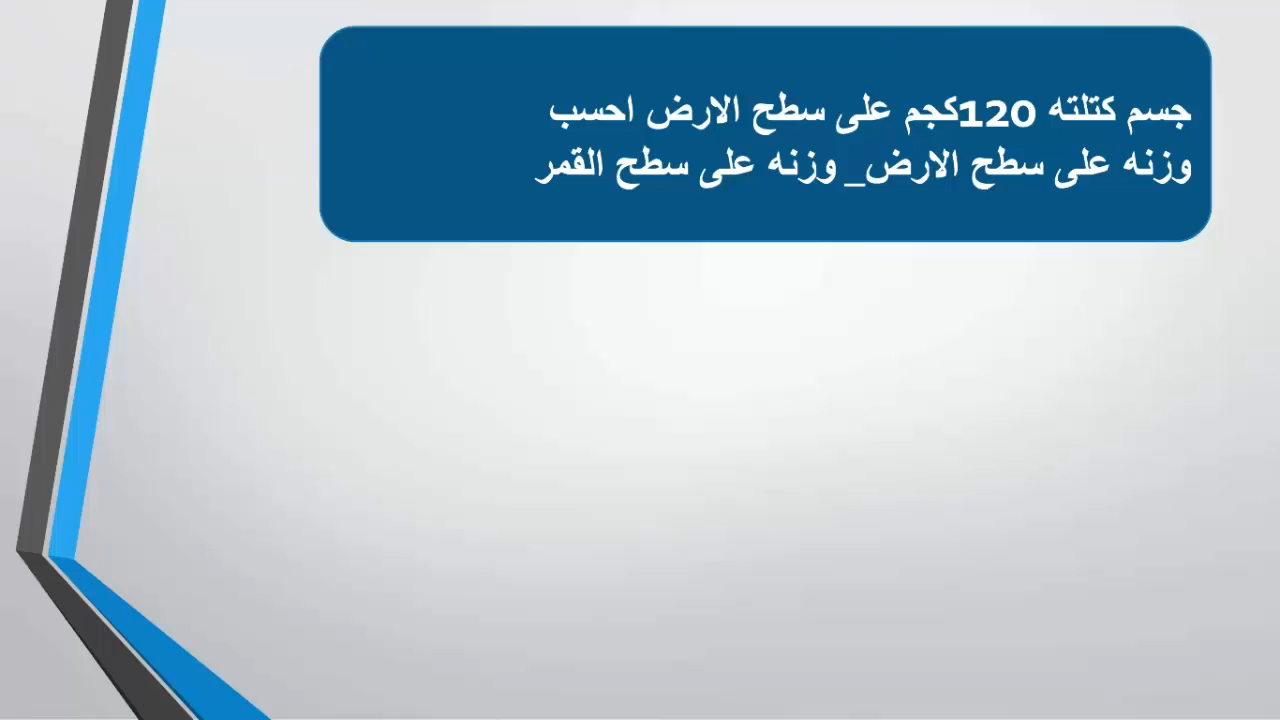 جسم كتلته 120كجم على سطح الارض احسب
وزنه على سطح الارض_ وزنه على سطح القمر